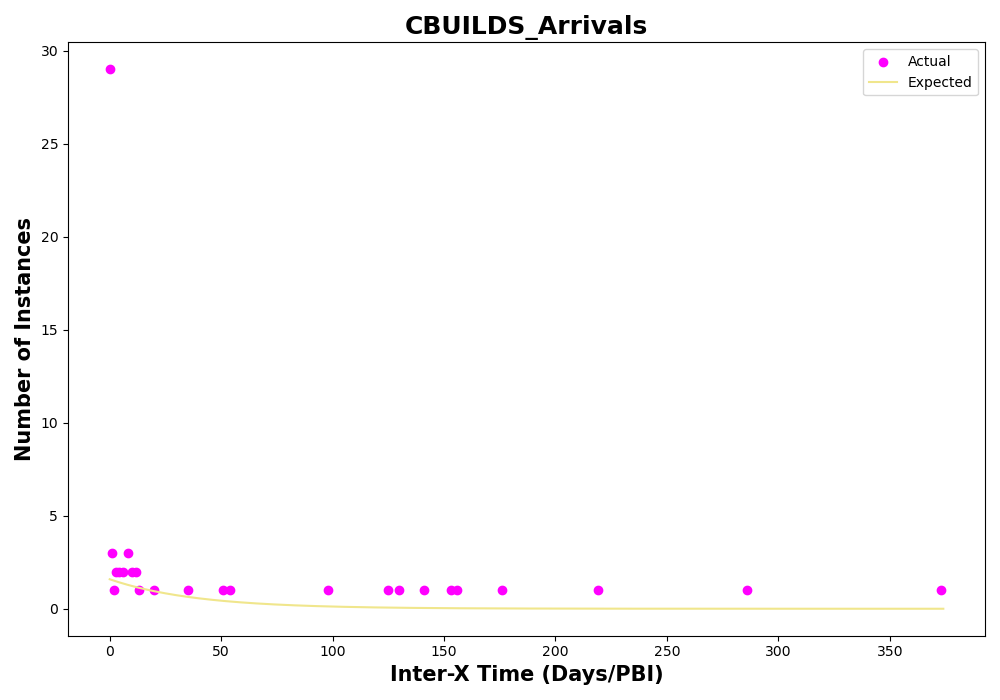 CBUILDS_Arrivals
Actual
Expected
30
25
20
15
10
5
0
Number of Instances
0 50 100 150 200 250 300 350
Inter-X Time (Days/PBI)